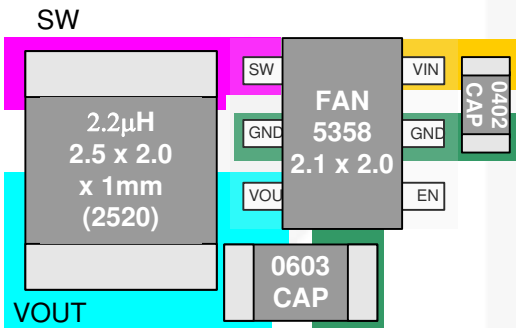 SW
SW
VIN
2.2μH
2.5 x 2.0
x 1mm
(2520)
FAN
5358
2.1 x 2.0
0402
CAP
GND
GND
VOU
EN
0603
CAP
VOUT